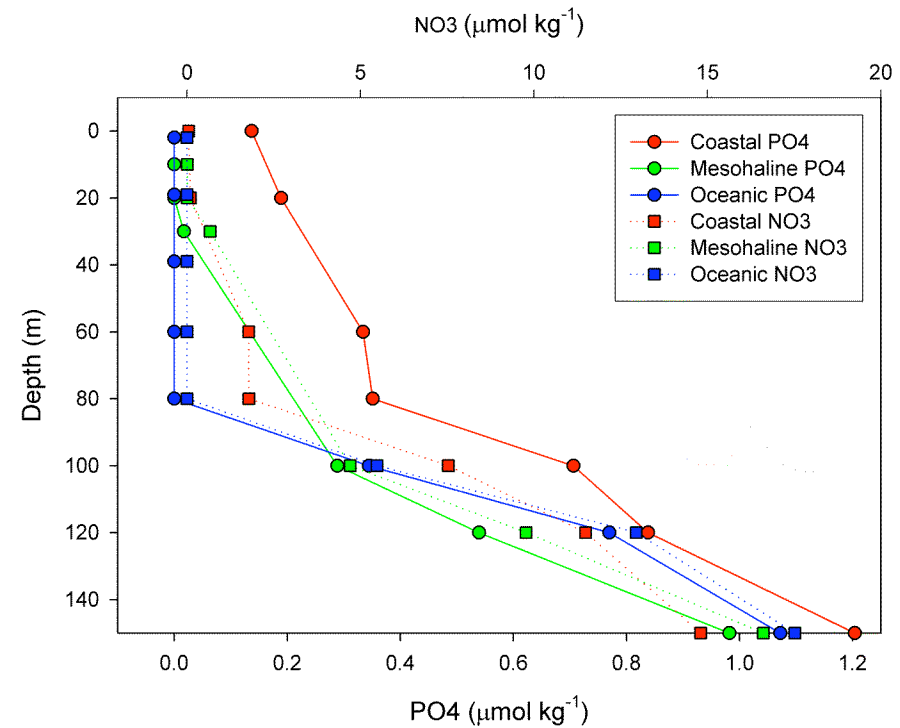 NO3 (μmol kg⁻¹)
0 5 10 15 20
Coastal PO4
Mesohaline PO4
Oceanic PO4
Coastal NO3
Mesohaline NO3
Oceanic NO3
Depth (m)
0
20
40
60
80
100
120
140
0.0 0.2 0.4 0.6 0.8 1.0 1.2
PO4 (μmol kg⁻¹)